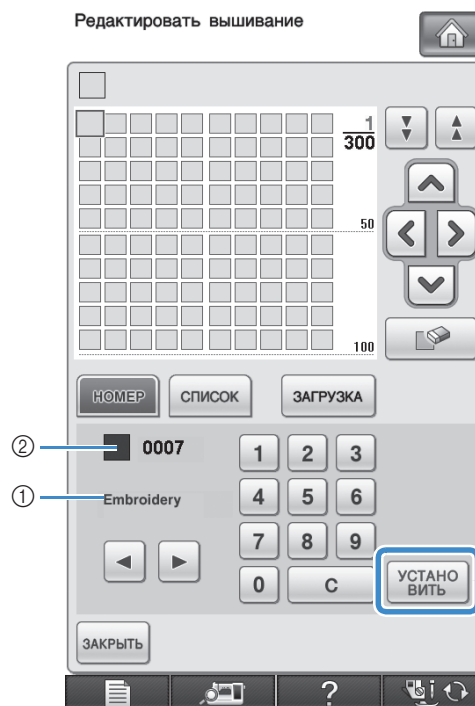 Редактировать вышивание
1
300
50
100
НОМЕР СПИСОК ЗАГРУЗКА
② 0007
1 2 3
① Embroidery
4 5 6
7 8 9
0 C
УСТАНО
ВИТЬ
ЗАКРЫТЬ
?